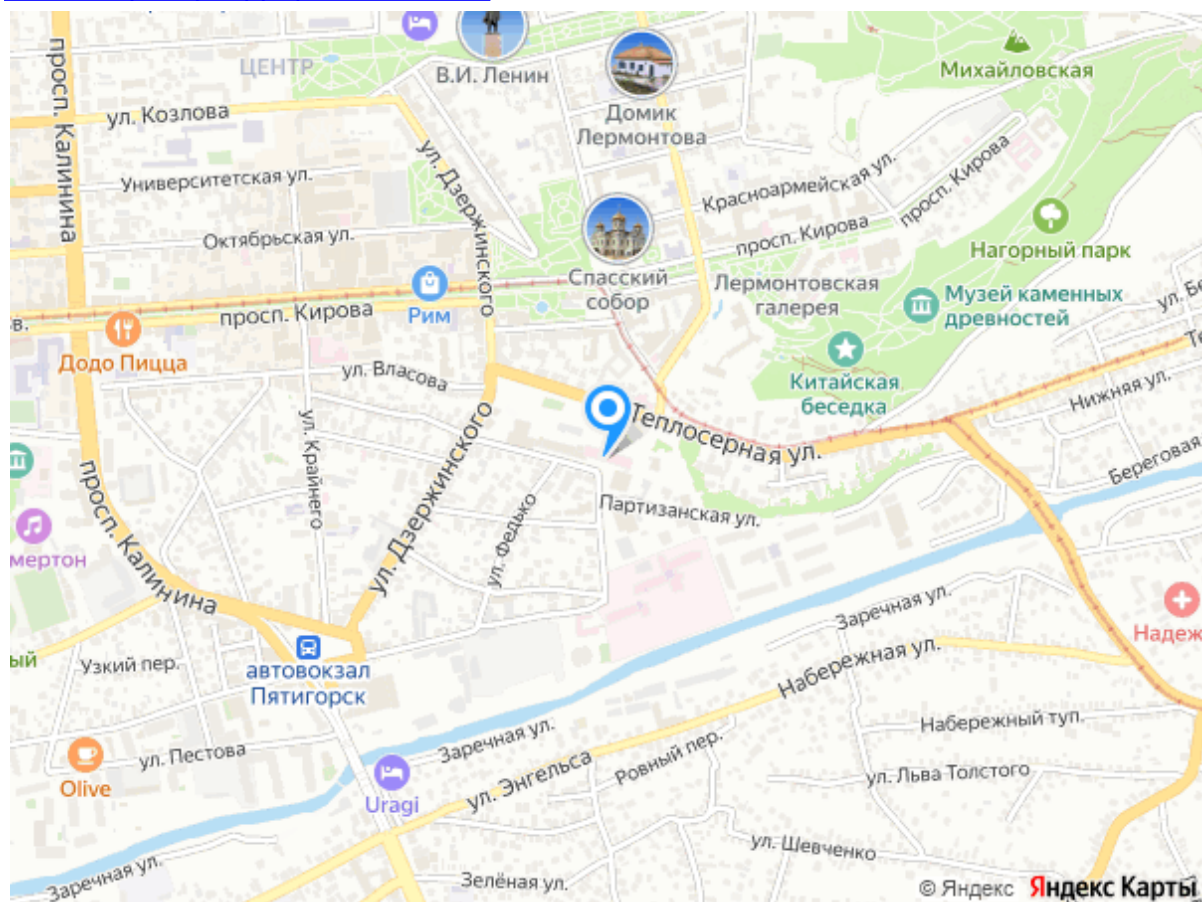 В.И. Ленин
ЦЕНТР
Домик
Лермонтова
Михайловская
просп. Калинина
ул. Козлова
ул. Дзержинского
Университетская ул.
Красноармейская ул.
просп. Кирова
Октябрьская ул.
просп. Кирова
Нагорный парк
Спасский
собор
Лермонтовская
галерея
Музей каменных
древностей
ул. Бе
Рим
просп. Кирова
в.
Додо Пицца
Те
ул. Власова
Китайская
беседка
Нижняя ул.
ул. Крайнего
ул. Дзержинского
Теплосерная ул.
Береговая
просп. Калинина
Партизанская ул.
ул. Федько
мертон
Заречная ул.
Надеж
ый
Узкий пер.
автовокзал
Пятигорск
Набережная ул.
Набережный туп.
ул. Пестова
Заречная ул.
Ровный пер.
ул. Льва Толстого
Olive
Uragi
ул. Энгельса
ул. Шевченко
Заречная ул.
Зелёная ул.
© Яндекс Яндекс Карты